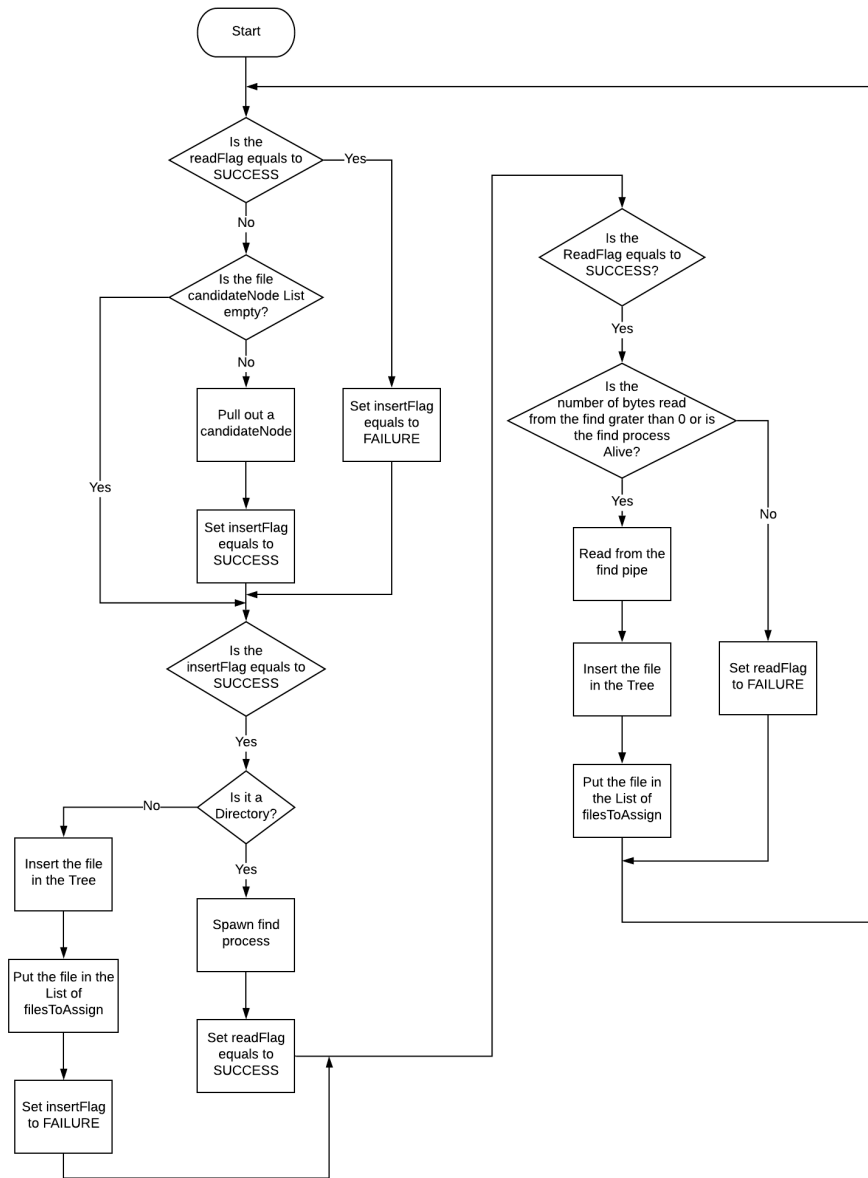 Start
Is the
readFlag equals to
SUCCESS
Yes
No
Is the file
candidateNode List
empty?
No
Pull out a
candidateNode
Set insertFlag
equals to
FAILURE
Yes
Set insertFlag
equals to
SUCCESS
Is the
insertFlag equals to
SUCCESS
Yes
Is it a
Directory?
No
Yes
Insert the file
in the Tree
Put the file in the
List of
filesToAssign
Set insertFlag
to FAILURE
Spawn find
process
Set readFlag
equals to
SUCCESS
Is the
ReadFlag equals to
SUCCESS?
Yes
Is the
number of bytes read
from the find grater than 0 or is
the find process
Alive?
Yes
No
Read from the
find pipe
Insert the file
in the Tree
Set readFlag
to FAILURE
Put the file in
the List of
filesToAssign